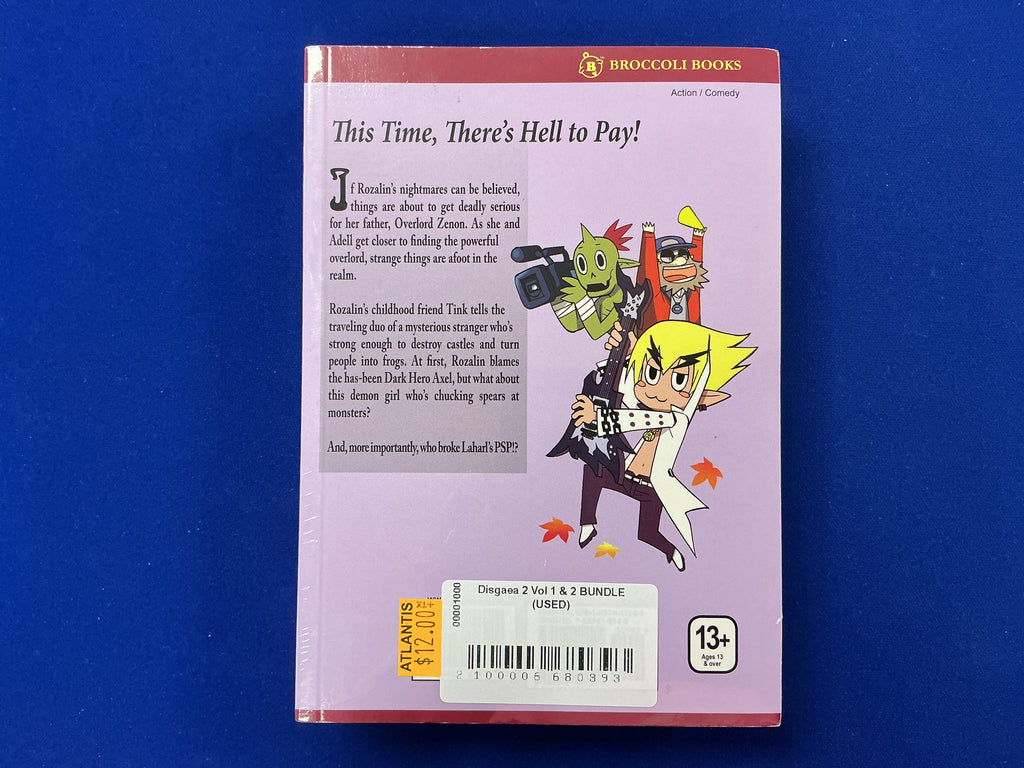 BROCCOLI BOOKS
Action / Comedy
This Time, There's Hell to Pay!
If Rozalin's nightmares can be believed,
things are about to get deadly serious
for her father, Overlord Zenon. As she and
Adell get closer to finding the powerful
overlord, strange things are afoot in the
realm.
Rozalin's childhood friend Tink tells the
traveling duo of a mysterious stranger who's
strong enough to destroy castles and turn
people into frogs. At first, Rozalin blames
the has-been Dark Hero Axel, but what about
this demon girl who's chucking spears at
monsters?
And, more importantly, who broke Laharl's PSP!?
ATLANTIS
$12.00+TX
00001000
Disgaea 2 Vol 1 & 2 BUNDLE
(USED)
2 100006 680393
13+
Ages 13
& over